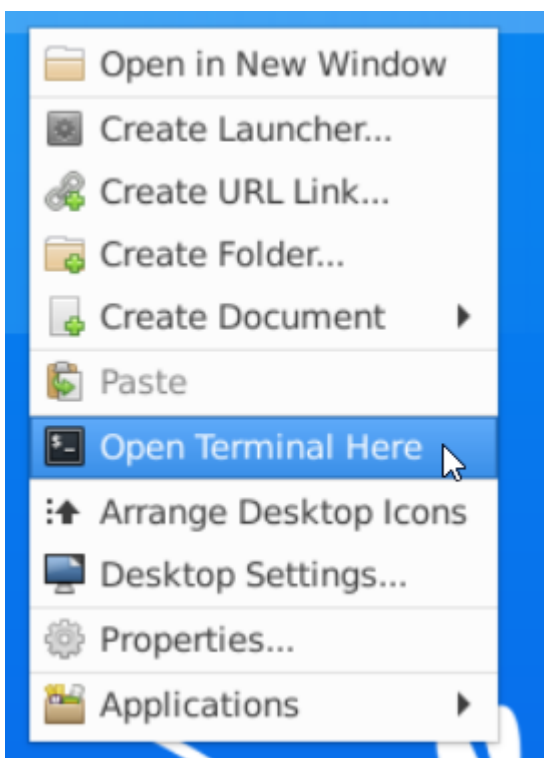 Open in New Window
Create Launcher...
Create URL Link...
Create Folder...
Create Document
Paste
$_
Open Terminal Here
Arrange Desktop Icons
Desktop Settings...
Properties...
Applications